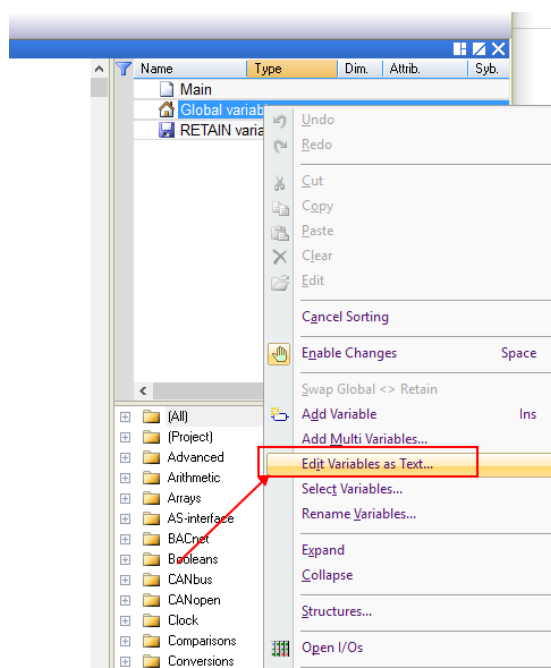 Name Type Dim. Attrib. Syb.
Main
Global variab
RETAIN varia
Undo
Redo
Cut
Copy
Paste
Clear
Edit
Cancel Sorting
Enable Changes Space
Swap Global <> Retain
Add Variable Ins
Add Multi Variables...
Edit Variables as Text...
Select Variables...
Rename Variables...
Expand
Collapse
Structures...
Open I/Os
(All)
(Project)
Advanced
Arithmetic
Arrays
AS-interface
BACnet
Booleans
CANbus
CANopen
Clock
Comparisons
Conversions